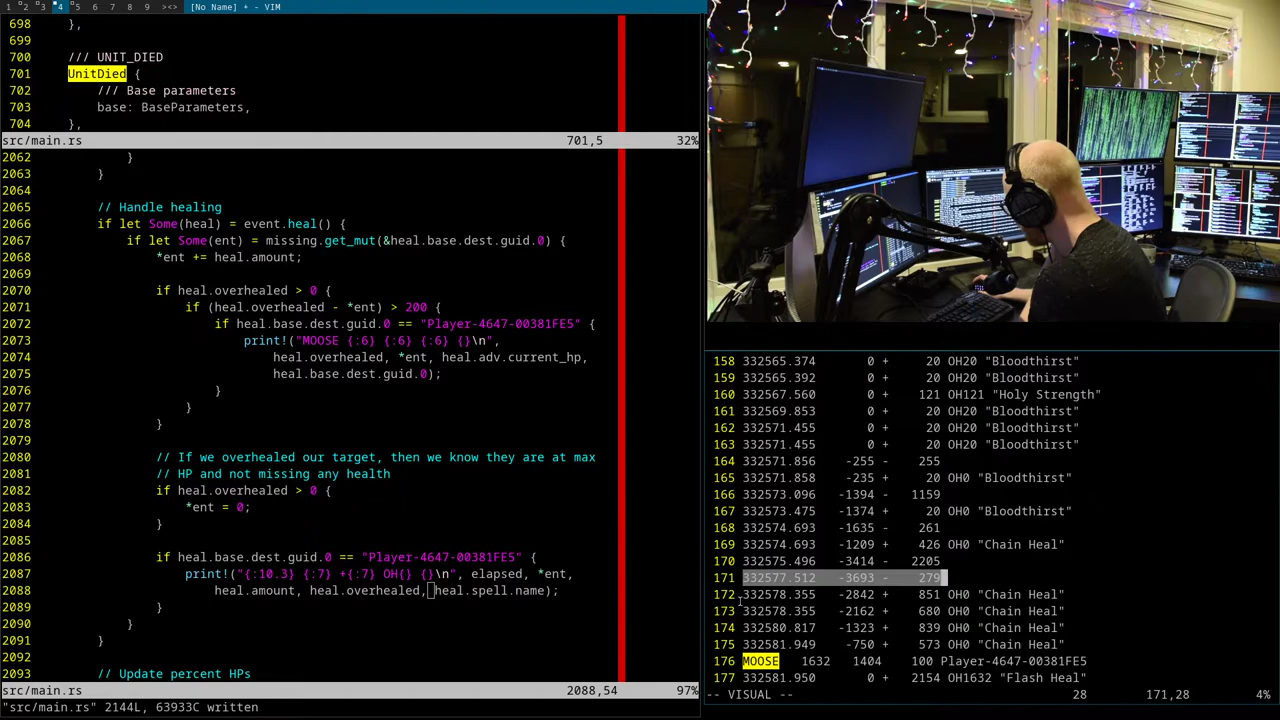 1 2 3 4 5 6 7 8 9 ><> [No Name] + - VIM
698 },
699
700 /// UNIT_DIED
701 UnitDied {
702 /// Base parameters
703 base: BaseParameters,
704 },
src/main.rs 701,5 32%
2062 }
2063 }
2064
2065 // Handle healing
2066 if let Some(heal) = event.heal() {
2067 if let Some(ent) = missing.get_mut(&heal.base.dest.guid.0) {
2068 *ent += heal.amount;
2069
2070 if heal.overhealed > 0 {
2071 if (heal.overhealed - *ent) > 200 {
2072 if heal.base.dest.guid.0 == "Player-4647-00381FE5" {
2073 print!("MOOSE {:6} {:6} {:6} {}\n",
2074 heal.overhealed, *ent, heal.adv.current_hp,
2075 heal.base.dest.guid.0);
2076 }
2077 }
2078 }
2079
2080 // If we overhealed our target, then we know they are at max
2081 // HP and not missing any health
2082 if heal.overhealed > 0 {
2083 *ent = 0;
2084 }
2085
2086 if heal.base.dest.guid.0 == "Player-4647-00381FE5" {
2087 print!("{:10.3} {:7} +{:7} OH{} {}\n", elapsed, *ent,
2088 heal.amount, heal.overhealed, heal.spell.name);
2089 }
2090 }
2091 }
2092
2093 // Update percent HPs
src/main.rs 2088,54 97%
"src/main.rs" 2144L, 63933C written
158 332565.374 0 + 20 OH20 "Bloodthirst"
159 332565.392 0 + 20 OH20 "Bloodthirst"
160 332567.560 0 + 121 OH121 "Holy Strength"
161 332569.853 0 + 20 OH20 "Bloodthirst"
162 332571.455 0 + 20 OH20 "Bloodthirst"
163 332571.455 0 + 20 OH20 "Bloodthirst"
164 332571.856 -255 - 255
165 332571.858 -235 + 20 OH0 "Bloodthirst"
166 332573.096 -1394 - 1159
167 332573.475 -1374 + 20 OH0 "Bloodthirst"
168 332574.693 -1635 - 261
169 332574.693 -1209 + 426 OH0 "Chain Heal"
170 332575.496 -3414 - 2205
171 332577.512 -3693 - 279
172 332578.355 -2842 + 851 OH0 "Chain Heal"
173 332578.355 -2162 + 680 OH0 "Chain Heal"
174 332580.817 -1323 + 839 OH0 "Chain Heal"
175 332581.949 -750 + 573 OH0 "Chain Heal"
176 MOOSE 1632 1404 100 Player-4647-00381FE5
177 332581.950 0 + 2154 OH1632 "Flash Heal"
-- VISUAL -- 28 171,28 4%